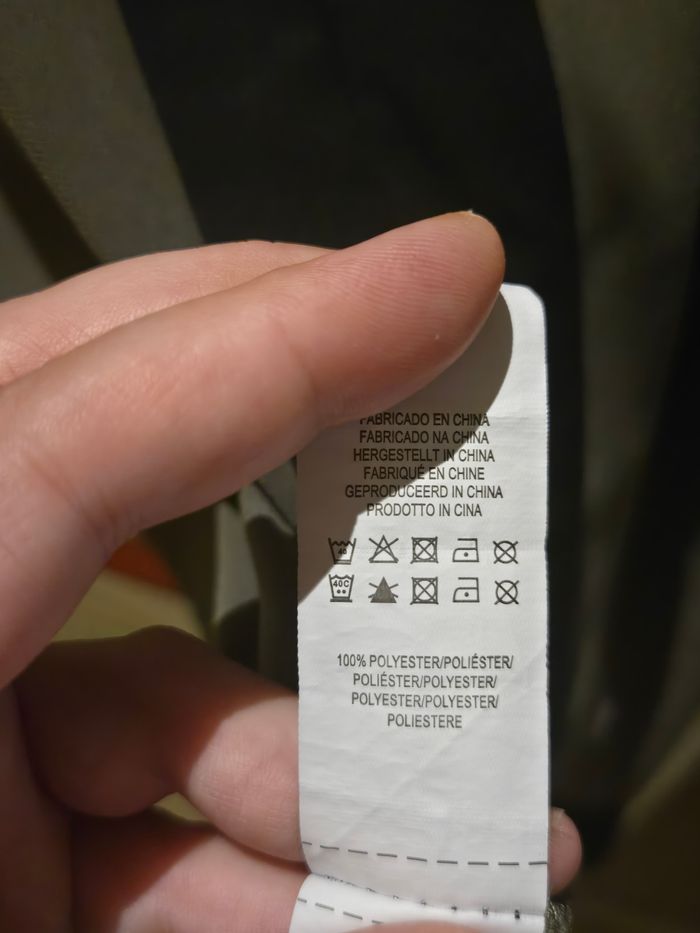 FABRICADO EN CHINA
FABRICADO NA CHINA
HERGESTELLT IN CHINA
FABRIQUÉ EN CHINE
GEPRODUCEERD IN CHINA
PRODOTTO IN CINA
40
40C
100% POLYESTER/POLIÉSTER/
POLIÉSTER/POLYESTER/
POLYESTER/POLYESTER/
POLIESTERE